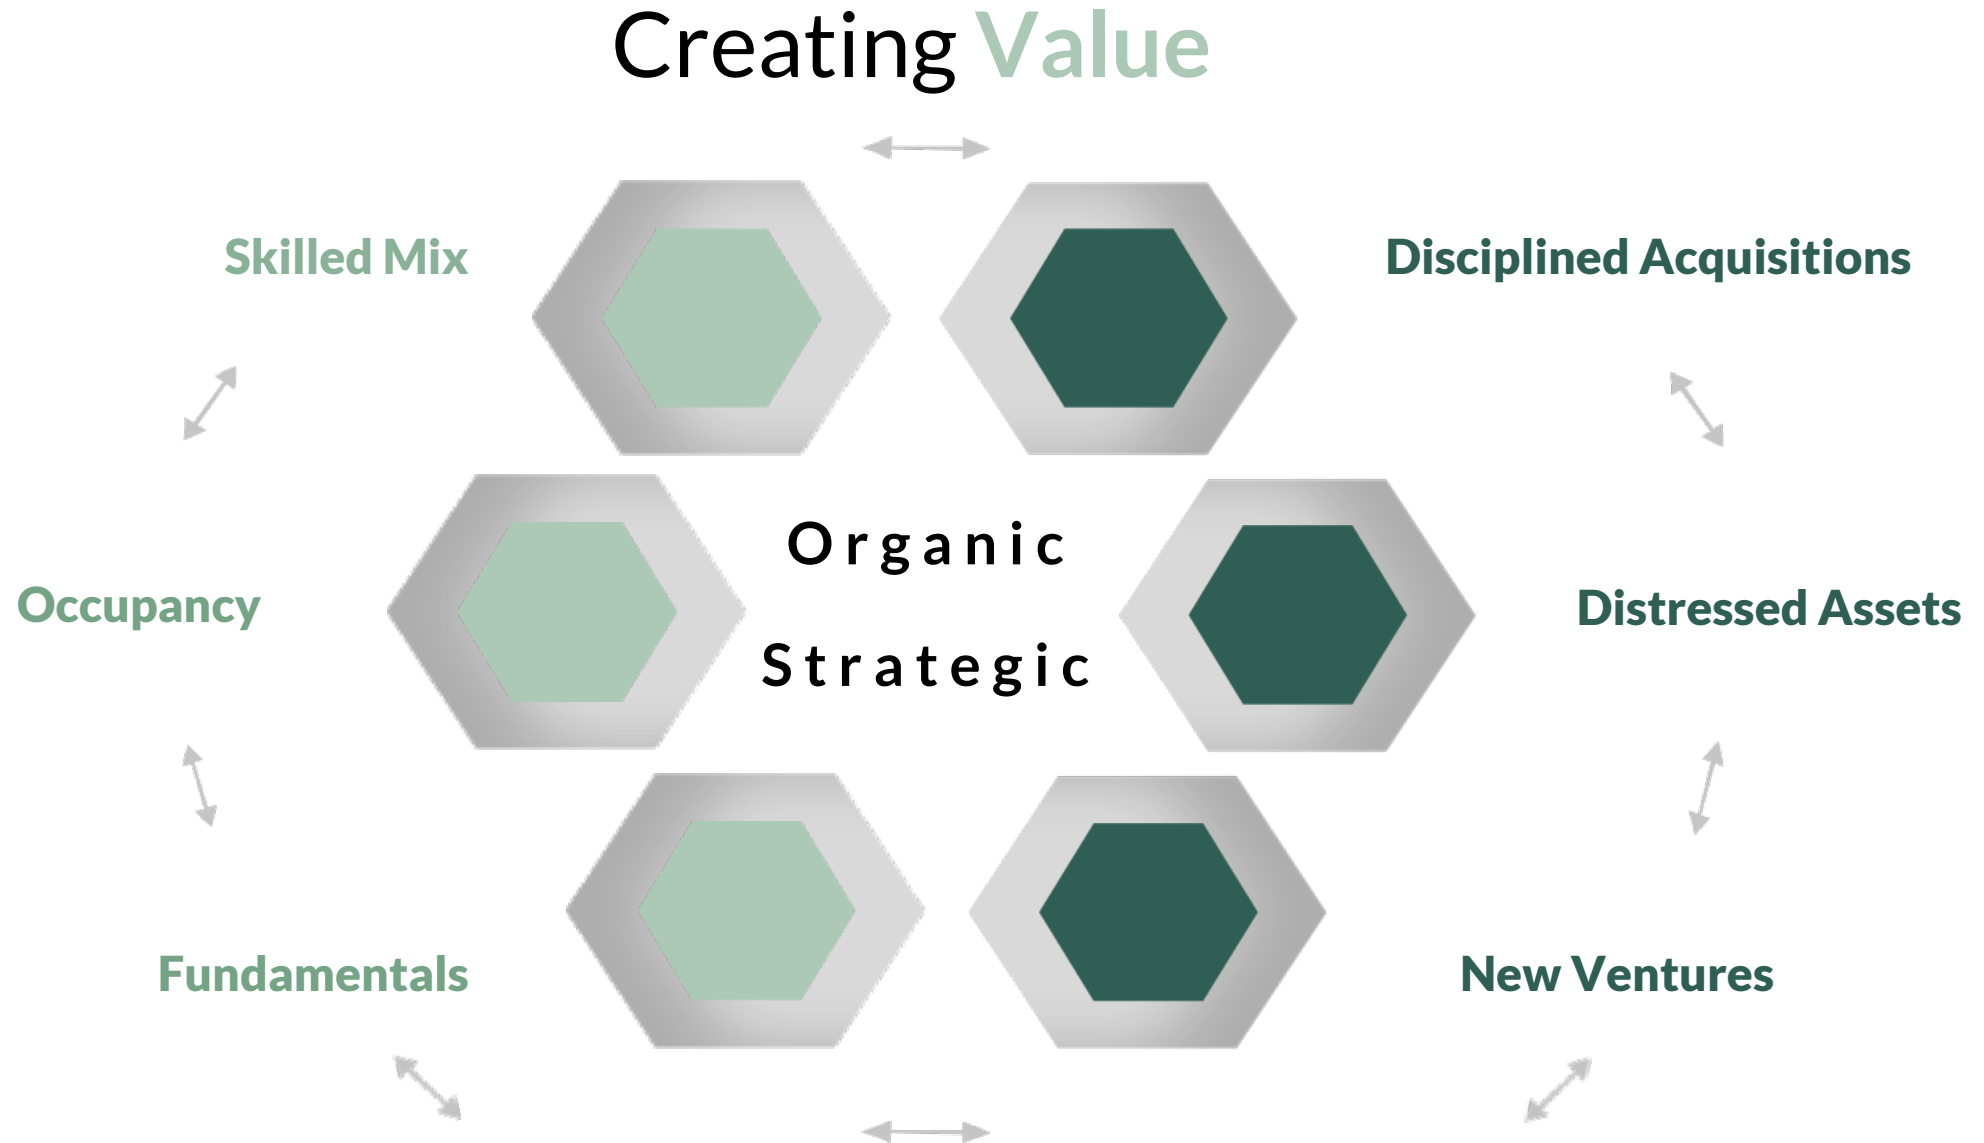 Creating Value
Skilled Mix
Disciplined Acquisitions
Organic
Occupancy
Distressed Assets
Strategic
Fundamentals
New Ventures